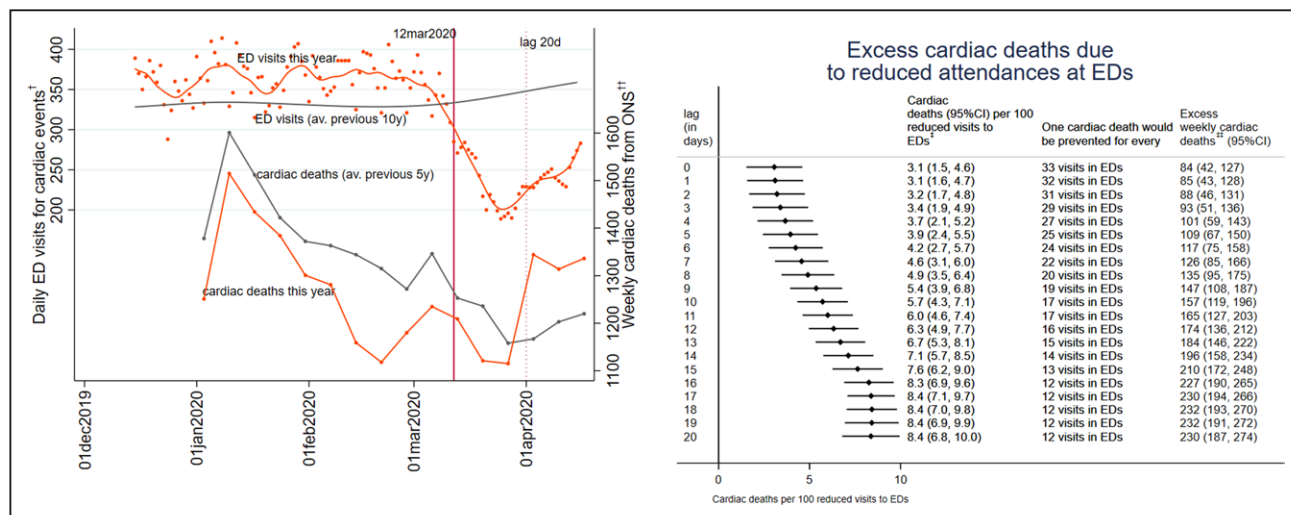 12mar2020
lag 20d
ED visits this year
ED visits (av. previous 10y)
cardiac deaths (av. previous 5y)
cardiac deaths this year
Daily ED visits for cardiac events†
400
350
300
250
200
Weekly cardiac deaths from ONS††
1600
1500
1400
1300
1200
1100
01dec2019
01jan2020
01feb2020
01mar2020
01apr2020
Excess cardiac deaths due
to reduced attendances at EDs
lag
(in
days)
Cardiac
deaths (95%CI) per 100
reduced visits to
EDs‡
One cardiac death would
be prevented for every
Excess
weekly cardiac
deaths‡‡ (95%CI)
0 3.1 (1.5, 4.6) 33 visits in EDs 84 (42, 127)
1 3.1 (1.6, 4.7) 32 visits in EDs 85 (43, 128)
2 3.2 (1.7, 4.8) 31 visits in EDs 88 (46, 131)
3 3.4 (1.9, 4.9) 29 visits in EDs 93 (51, 136)
4 3.7 (2.1, 5.2) 27 visits in EDs 101 (59, 143)
5 3.9 (2.4, 5.5) 25 visits in EDs 109 (67, 150)
6 4.2 (2.7, 5.7) 24 visits in EDs 117 (75, 158)
7 4.6 (3.1, 6.0) 22 visits in EDs 126 (85, 166)
8 4.9 (3.5, 6.4) 20 visits in EDs 135 (95, 175)
9 5.4 (3.9, 6.8) 19 visits in EDs 147 (108, 187)
10 5.7 (4.3, 7.1) 17 visits in EDs 157 (119, 196)
11 6.0 (4.6, 7.4) 17 visits in EDs 165 (127, 203)
12 6.3 (4.9, 7.7) 16 visits in EDs 174 (136, 212)
13 6.7 (5.3, 8.1) 15 visits in EDs 184 (146, 222)
14 7.1 (5.7, 8.5) 14 visits in EDs 196 (158, 234)
15 7.6 (6.2, 9.0) 13 visits in EDs 210 (172, 248)
16 8.3 (6.9, 9.6) 12 visits in EDs 227 (190, 265)
17 8.4 (7.1, 9.7) 12 visits in EDs 230 (194, 266)
18 8.4 (7.0, 9.8) 12 visits in EDs 232 (193, 270)
19 8.4 (6.9, 9.9) 12 visits in EDs 232 (191, 272)
20 8.4 (6.8, 10.0) 12 visits in EDs 230 (187, 274)
0 5 10
Cardiac deaths per 100 reduced visits to EDs